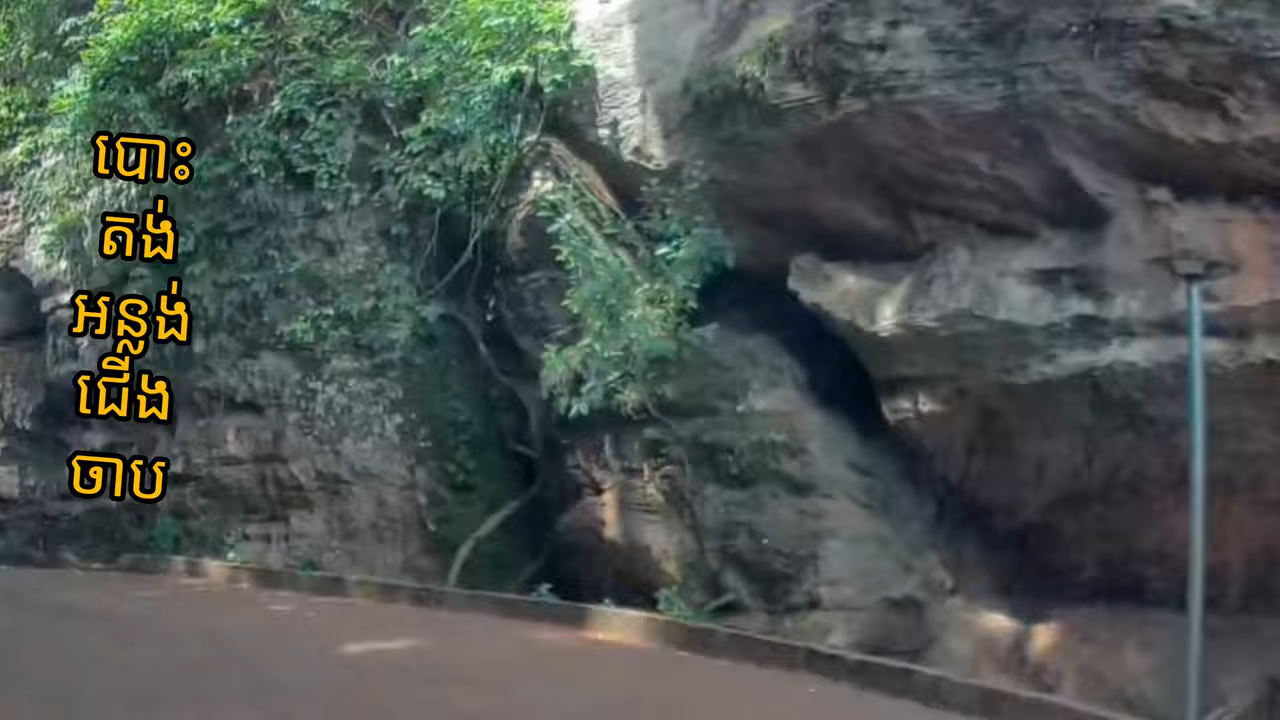 បោះ
តង់
អន្លង់
ជើង
ចាប